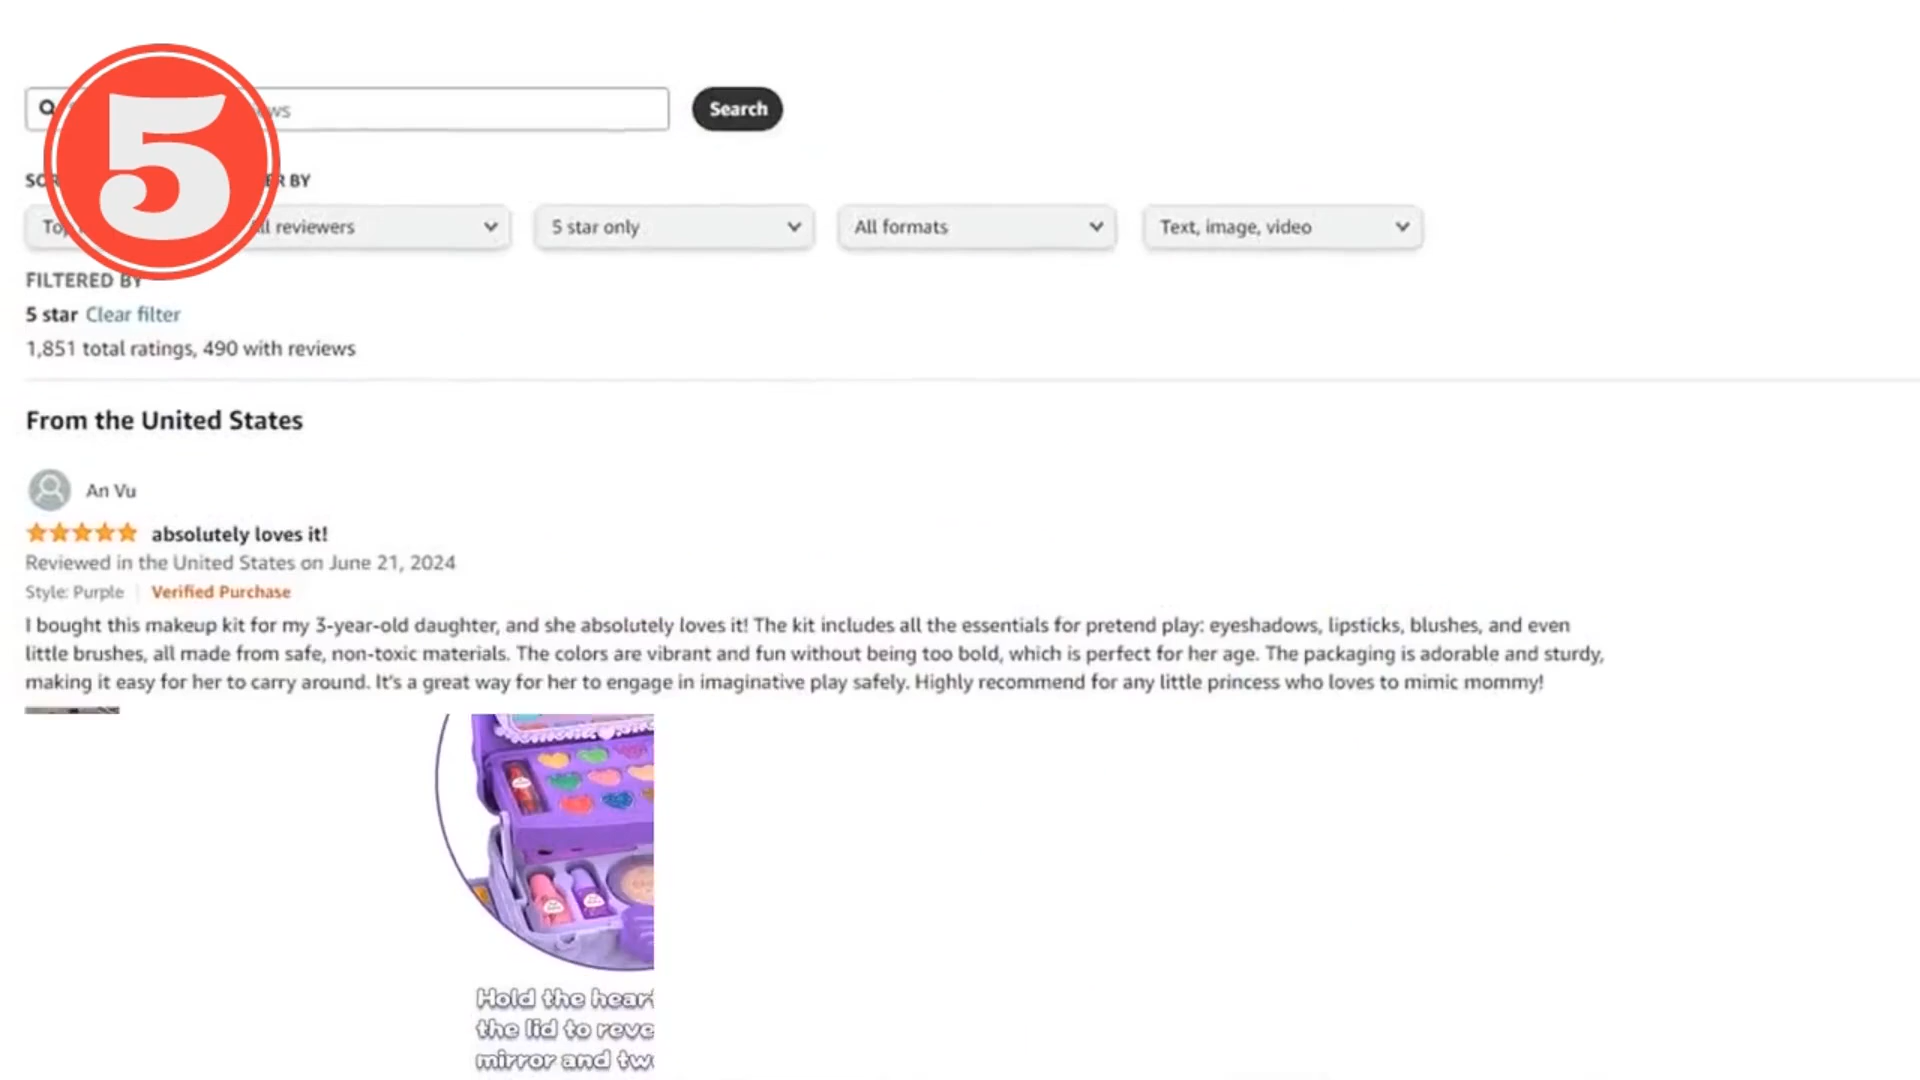 5
Search
BY
reviewers
5 star only
All formats
Text, image, video
FILTERED BY
5 star Clear filter
1,851 total ratings, 490 with reviews
From the United States
An Vu
absolutely loves it!
Reviewed in the United States on June 21, 2024
Style: Purple Verified Purchase
I bought this makeup kit for my 3-year-old daughter, and she absolutely loves it! The kit includes all the essentials for pretend play: eyeshadows, lipsticks, blushes, and even
little brushes, all made from safe, non-toxic materials. The colors are vibrant and fun without being too bold, which is perfect for her age. The packaging is adorable and sturdy,
making it easy for her to carry around. It's a great way for her to engage in imaginative play safely. Highly recommend for any little princess who loves to mimic mommy!
Hold the heart
the lid to reve
mirror and tw